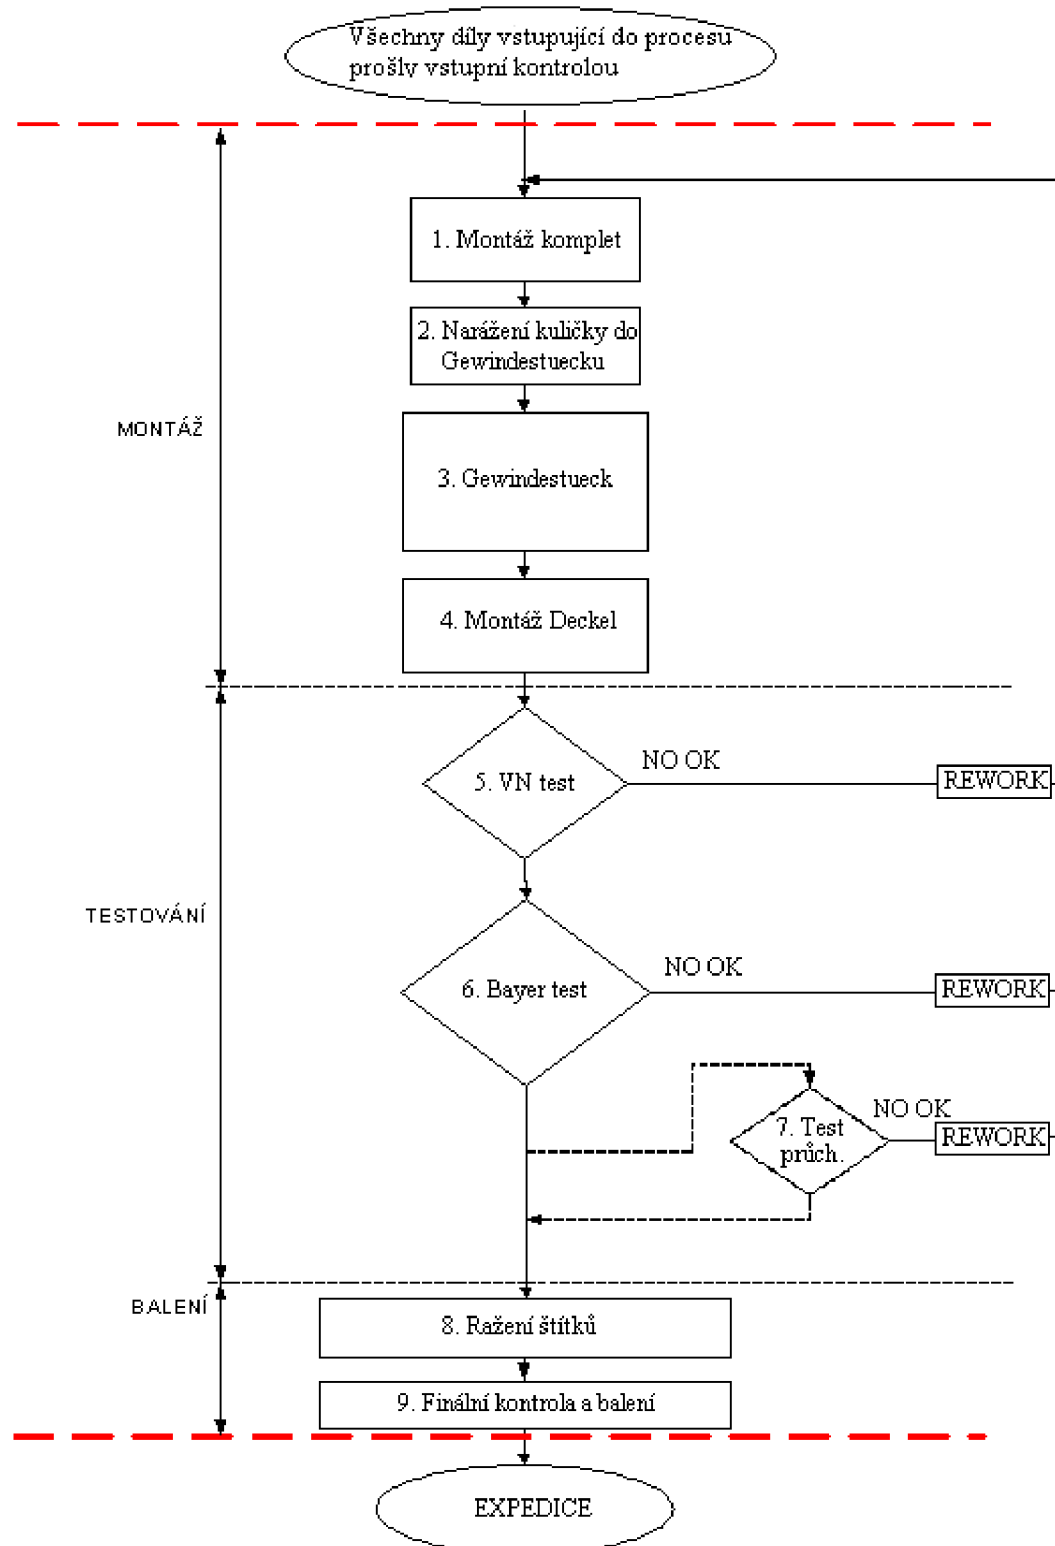 Všechny díly vstupující do procesu
prošly vstupní kontrolou
1. Montáž komplet
2. Narážení kuličky do
Gewindestuecku
MONTÁŽ
3. Gewindestueck
4. Montáž Deckel
NO OK
5. VN test
REWORK
TESTOVÁNÍ
NO OK
6. Bayer test
REWORK
NO OK
7. Test
průch.
REWORK
BALENÍ
8. Ražení štítků
9. Finální kontrola a balení
EXPEDICE